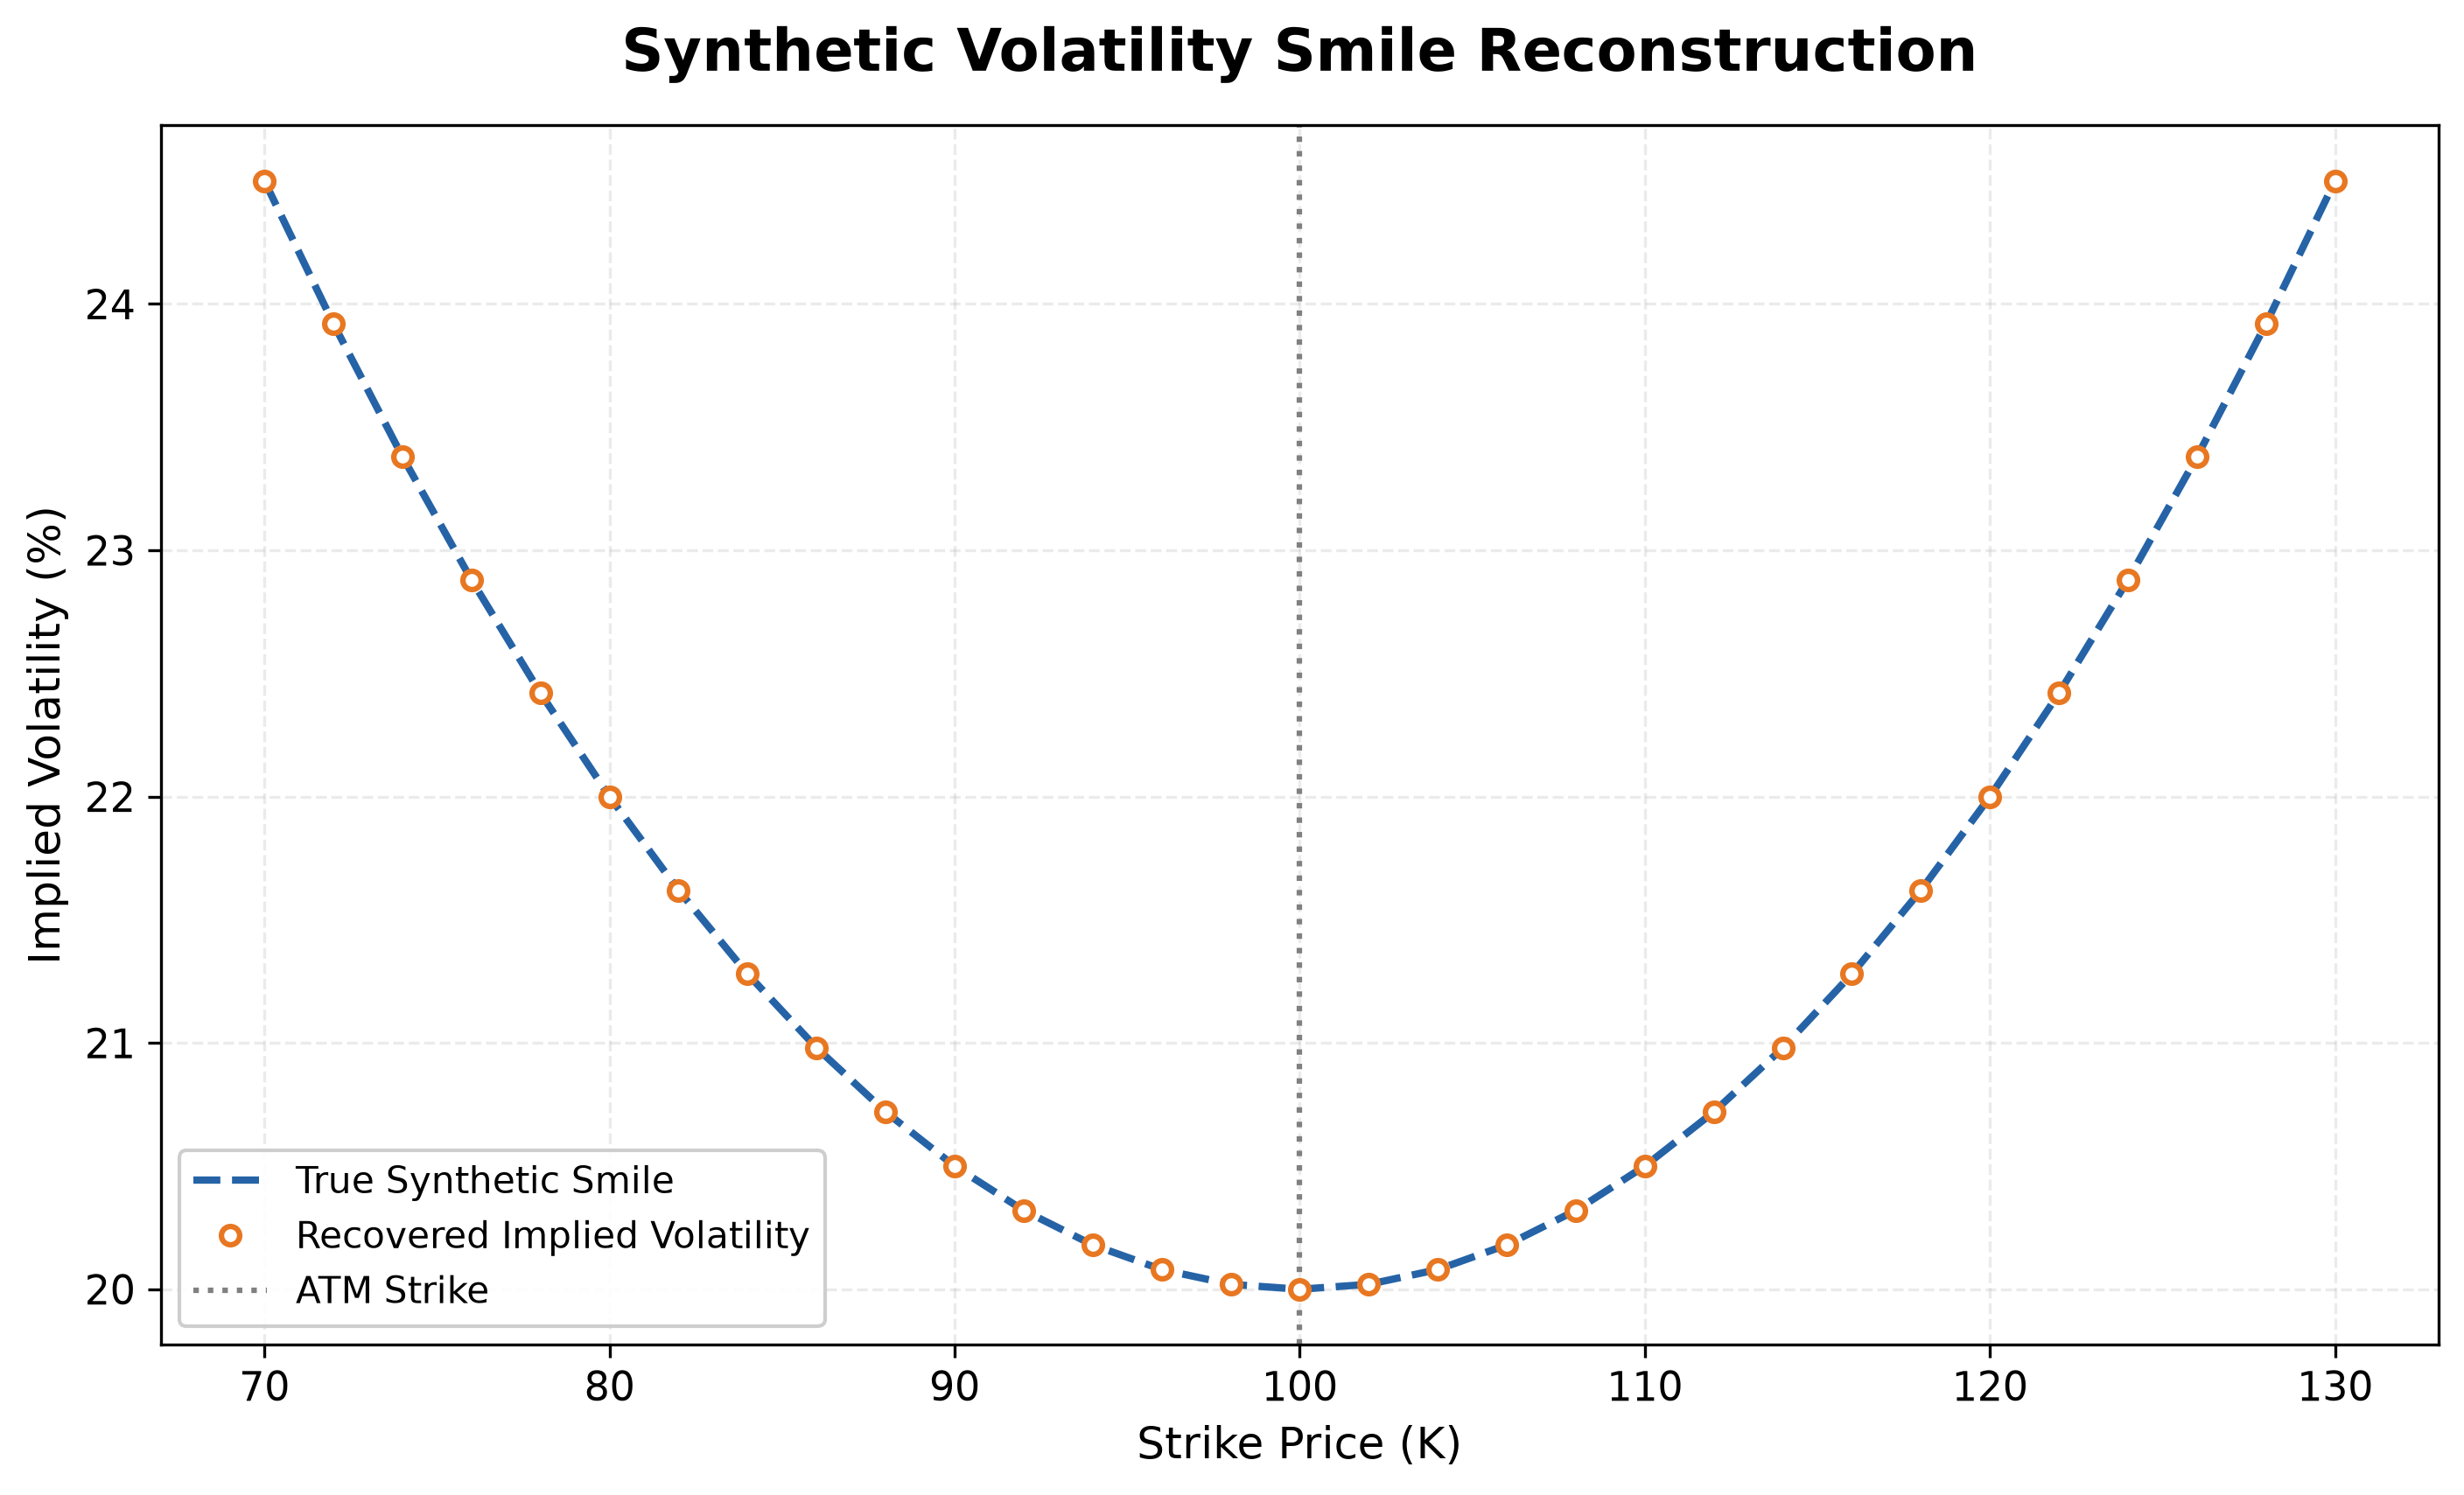 Synthetic Volatility Smile Reconstruction
Implied Volatility (%)
24
23
22
21
20
True Synthetic Smile
Recovered Implied Volatility
ATM Strike
70 80 90 100 110 120 130
Strike Price (K)